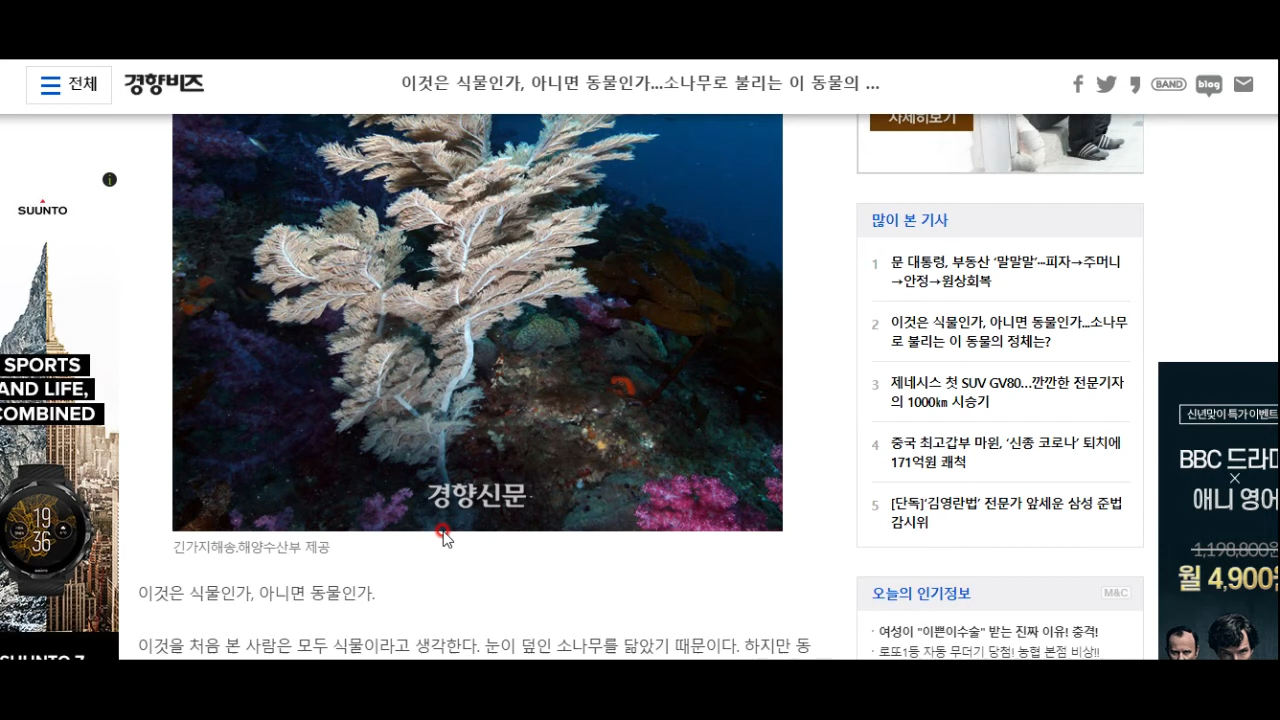 전체
경향비즈
이것은 식물인가, 아니면 동물인가...소나무로 불리는 이 동물의 ...
BAND
blog
자세히보기
SUUNTO
SPORTS
AND LIFE,
COMBINED
19
36
SUUNTO 7
경향신문
긴가지해송.해양수산부 제공
이것은 식물인가, 아니면 동물인가.
이것을 처음 본 사람은 모두 식물이라고 생각한다. 눈이 덮인 소나무를 닮았기 때문이다. 하지만 동
많이 본 기사
1 문 대통령, 부동산 ‘말말말’…피자→주머니
→안정→원상회복
2 이것은 식물인가, 아니면 동물인가...소나무
로 불리는 이 동물의 정체는?
3 제네시스 첫 SUV GV80…깐깐한 전문기자
의 1000㎞ 시승기
4 중국 최고갑부 마윈, ‘신종 코로나’ 퇴치에
171억원 쾌척
5 [단독]‘김영란법’ 전문가 앞세운 삼성 준법
감시위
오늘의 인기정보
M&C
· 여성이 "이쁜이수술" 받는 진짜 이유! 충격!
· 로또1등 자동 무더기 당첨! 농협 본점 비상!!
신년맞이 특가 이벤트
BBC 드라마
×
애니 영어
1,198,800원
월 4,900원